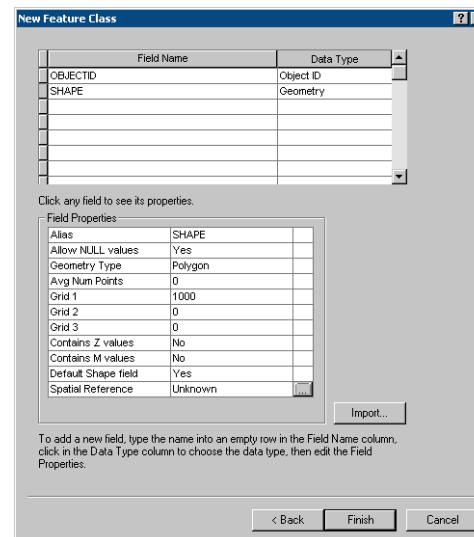 New Feature Class ?
Field Name Data Type
OBJECTID Object ID
SHAPE Geometry
Click any field to see its properties.
Field Properties
Alias SHAPE
Allow NULL values Yes
Geometry Type Polygon
Avg Num Points 0
Grid 1 1000
Grid 2 0
Grid 3 0
Contains Z values No
Contains M values No
Default Shape field Yes
Spatial Reference Unknown ...
Import...
To add a new field, type the name into an empty row in the Field Name column,
click in the Data Type column to choose the data type, then edit the Field
Properties.
< Back Finish Cancel